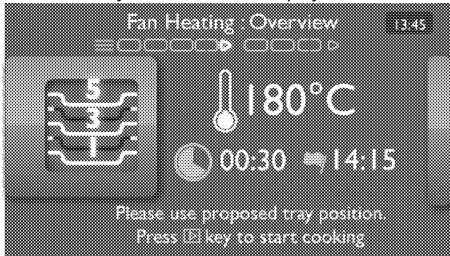 Fan Heating : Overview
13:45
5
3
1
180°C
00:30
14:15
Please use proposed tray position.
Press key to start cooking